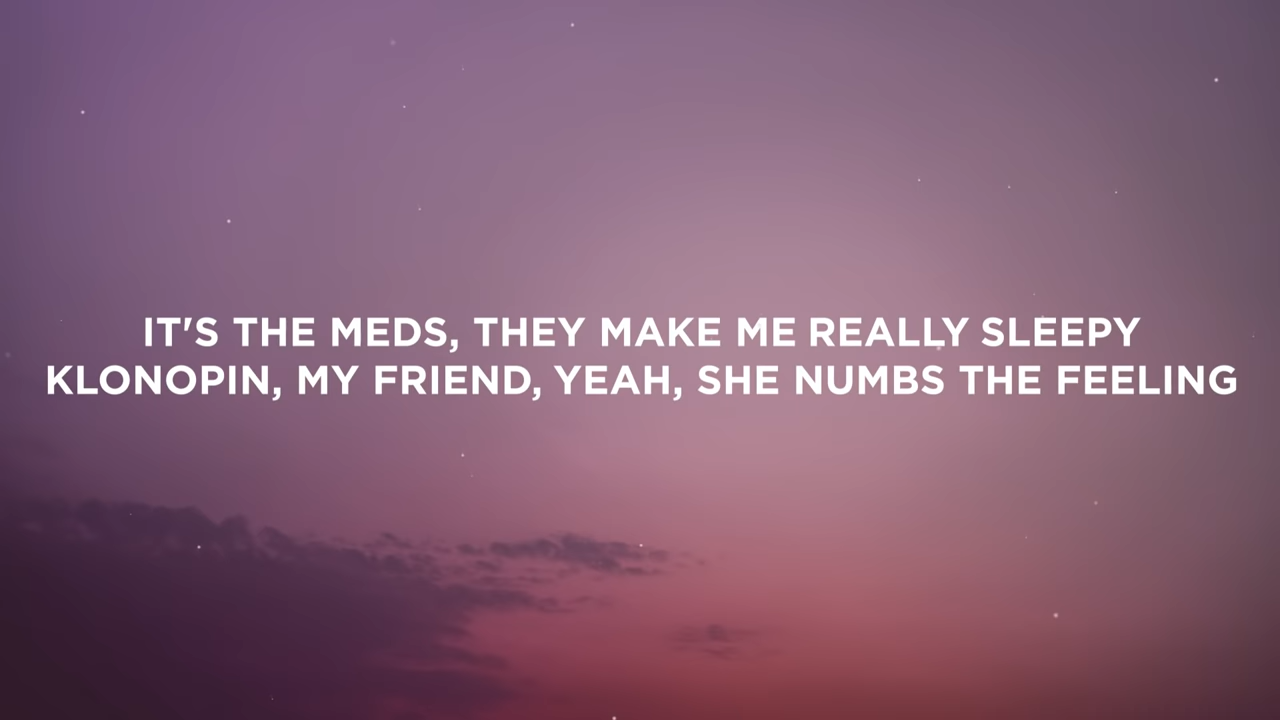 IT'S THE MEDS, THEY MAKE ME REALLY SLEEPY
KLONOPIN, MY FRIEND, YEAH, SHE NUMBS THE FEELING